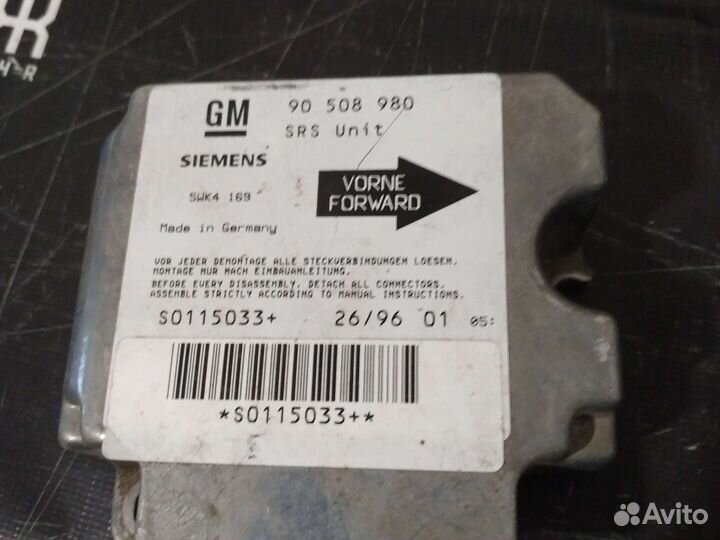 GM
90 508 980
SRS Unit
SIEMENS
VORNE
FORWARD
5WK4 169
Made in Germany
VOR JEDER DEMONTAGE ALLE STECKVERBINDUNGEN LOESEN.
MONTAGE NUR NACH EINBAUANLEITUNG.
BEFORE EVERY DISASSEMBLY, DETACH ALL CONNECTORS.
ASSEMBLE STRICTLY ACCORDING TO MANUAL INSTRUCTIONS.
S0115033+ 26/96 01 05:
*S0115033+*
Avito